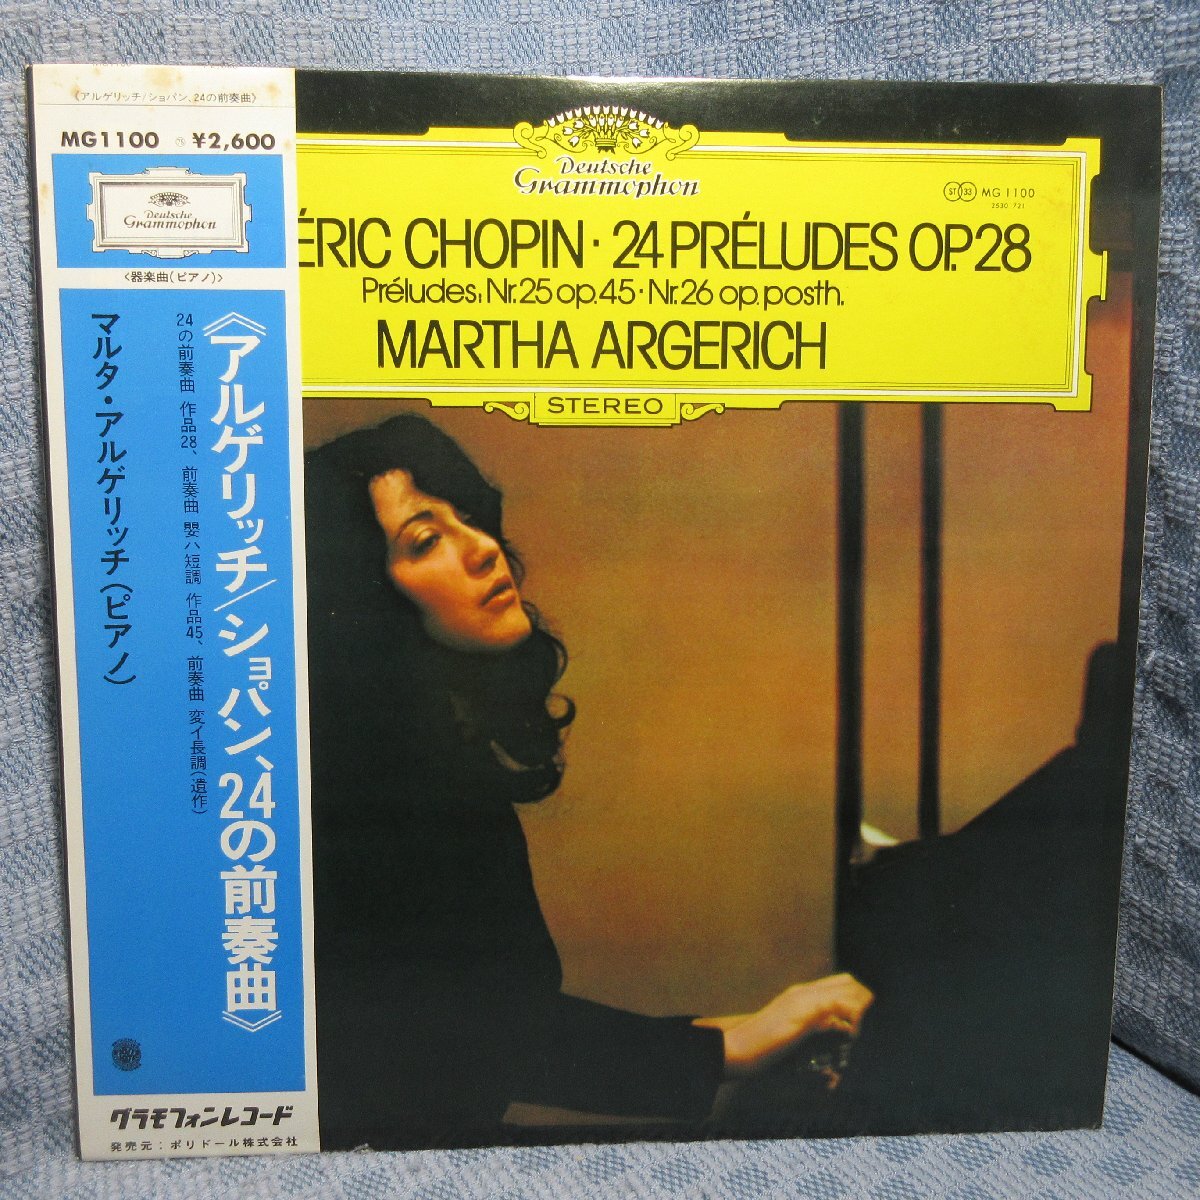 《アルゲリッチ/ショパン、24の前奏曲》
MG1100 ¥2,600
Deutsche
Grammophon
〈器楽曲(ピアノ)〉
《アルゲリッチ/ショパン、24の前奏曲》
24の前奏曲 作品28、前奏曲 嬰ハ短調 作品45、前奏曲 変イ長調(遺作)
マルタ・アルゲリッチ(ピアノ)
グラモフォンレコード
発売元:ポリドール株式会社
Deutsche
Grammophon
ST 33 MG 1100
2530 721
ÉRIC CHOPIN · 24 PRÉLUDES OP. 28
Préludes, Nr. 25 op. 45 · Nr. 26 op. posth.
MARTHA ARGERICH
STEREO